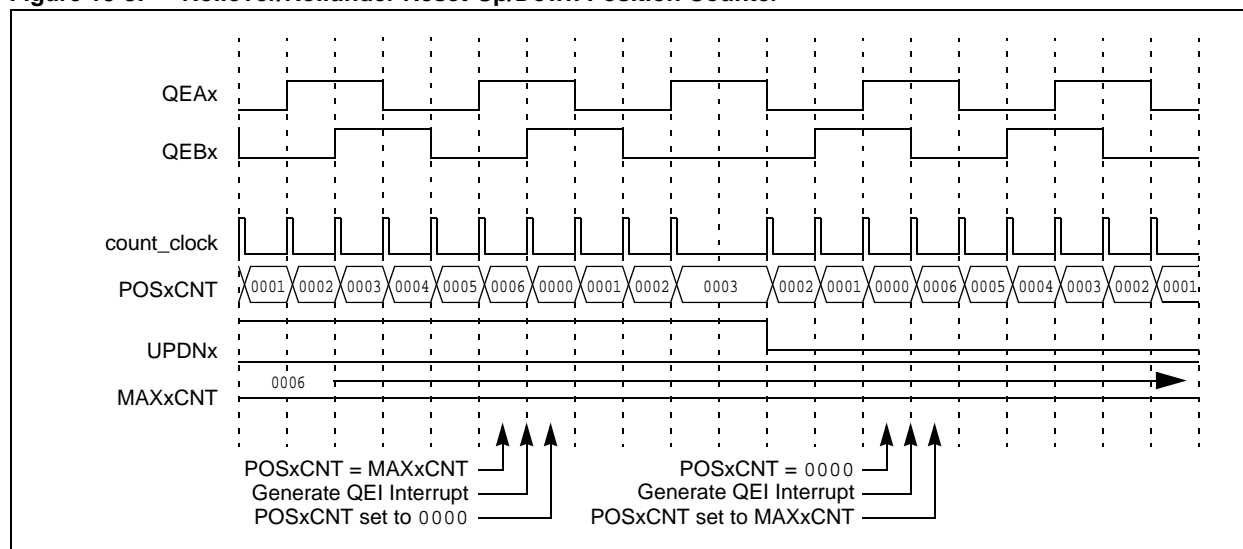 Figure 15-8: Rollover/Rollunder Reset-Up/Down Position Counter
QEAx
QEBx
count_clock
POSxCNT 0001 0002 0003 0004 0005 0006 0000 0001 0002 0003 0002 0001 0000 0006 0005 0004 0003 0002 0001
UPDNx
0006
MAXxCNT
POSxCNT = MAXxCNT
Generate QEI Interrupt
POSxCNT set to 0000
POSxCNT = 0000
Generate QEI Interrupt
POSxCNT set to MAXxCNT